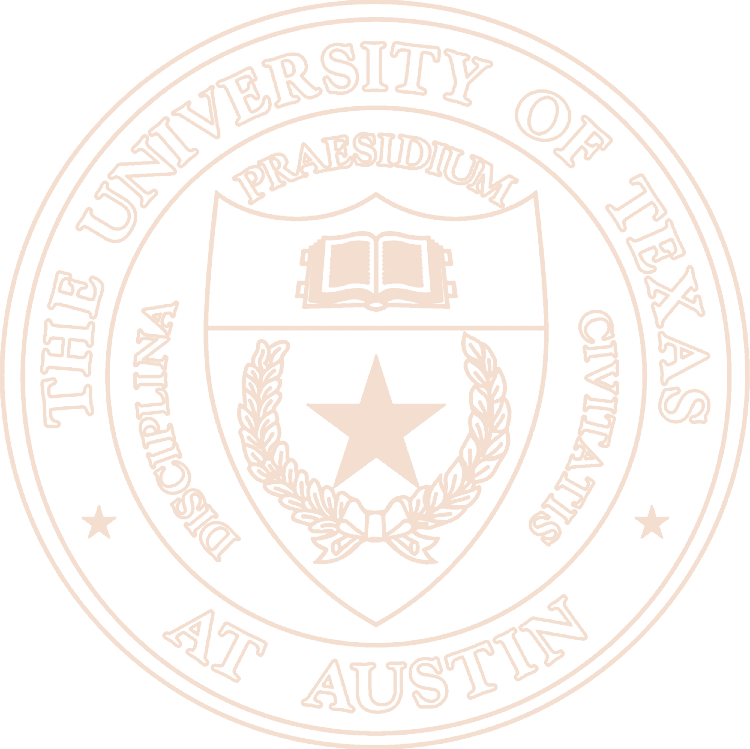 THE UNIVERSITY OF TEXAS
AT AUSTIN
PRAESIDIUM
DISCIPLINA
CIVITATIS